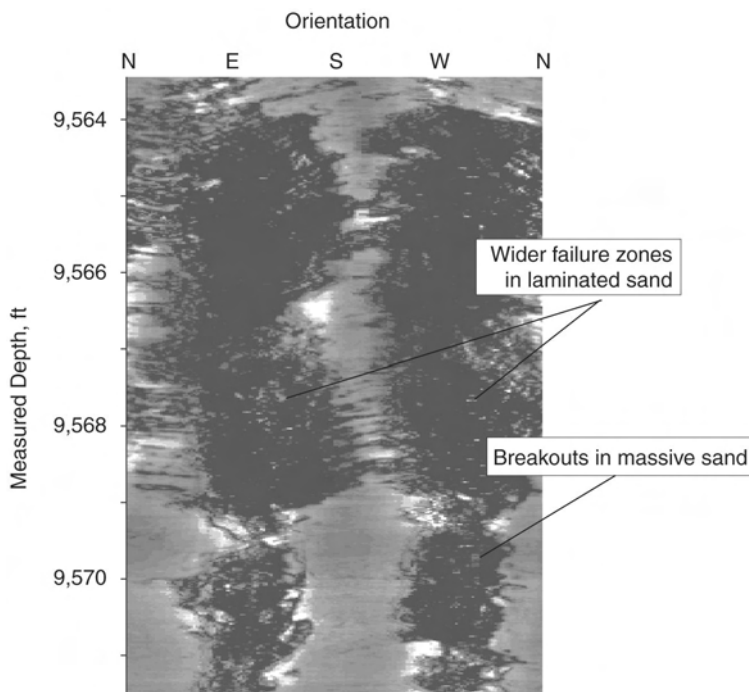 Orientation
N E S W N
9,564
9,566
9,568
9,570
Measured Depth, ft
Wider failure zones
in laminated sand
Breakouts in massive sand